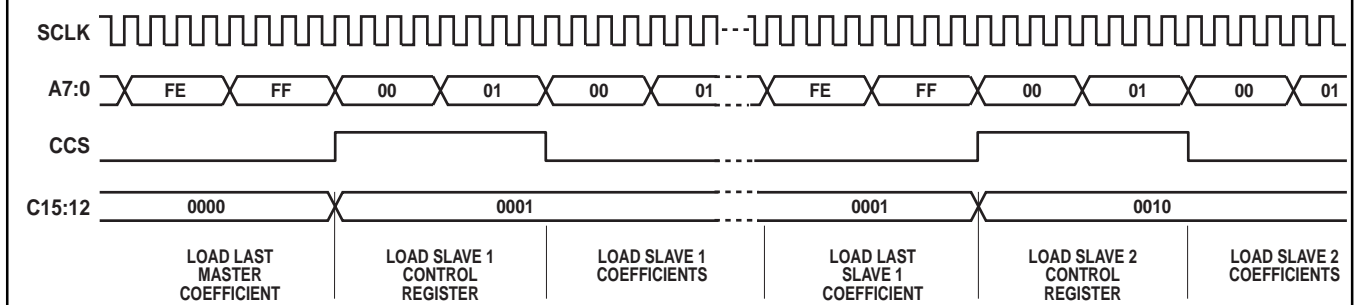 SCLK
A7:0 FE FF 00 01 00 01 FE FF 00 01 00 01
CCS
C15:12 0000 0001 0001 0010
LOAD LAST MASTER COEFFICIENT
LOAD SLAVE 1 CONTROL REGISTER
LOAD SLAVE 1 COEFFICIENTS
LOAD LAST SLAVE 1 COEFFICIENT
LOAD SLAVE 2 CONTROL REGISTER
LOAD SLAVE 2 COEFFICIENTS